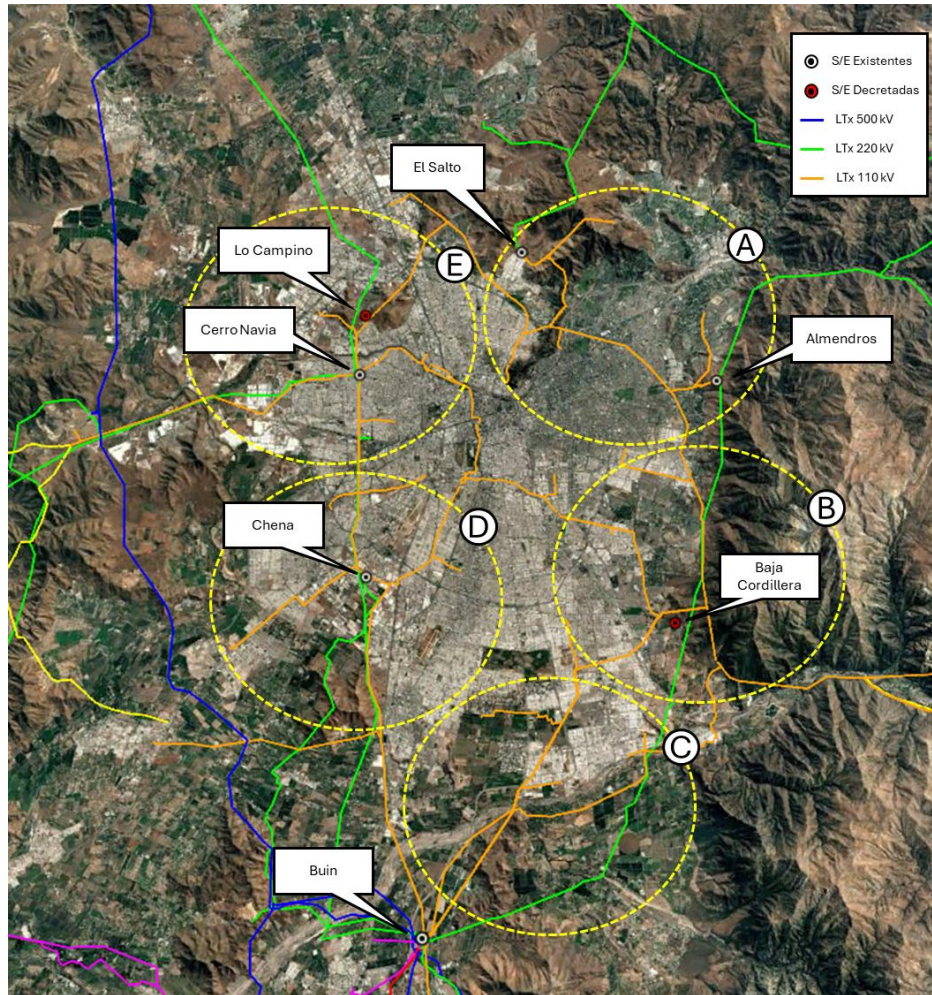 S/E Existentes
S/E Decretadas
LTx 500 kV
LTx 220 kV
LTx 110 kV
El Salto
A
Lo Campino
E
Cerro Navia
Almendros
Chena
D
B
Baja
Cordillera
C
Buin